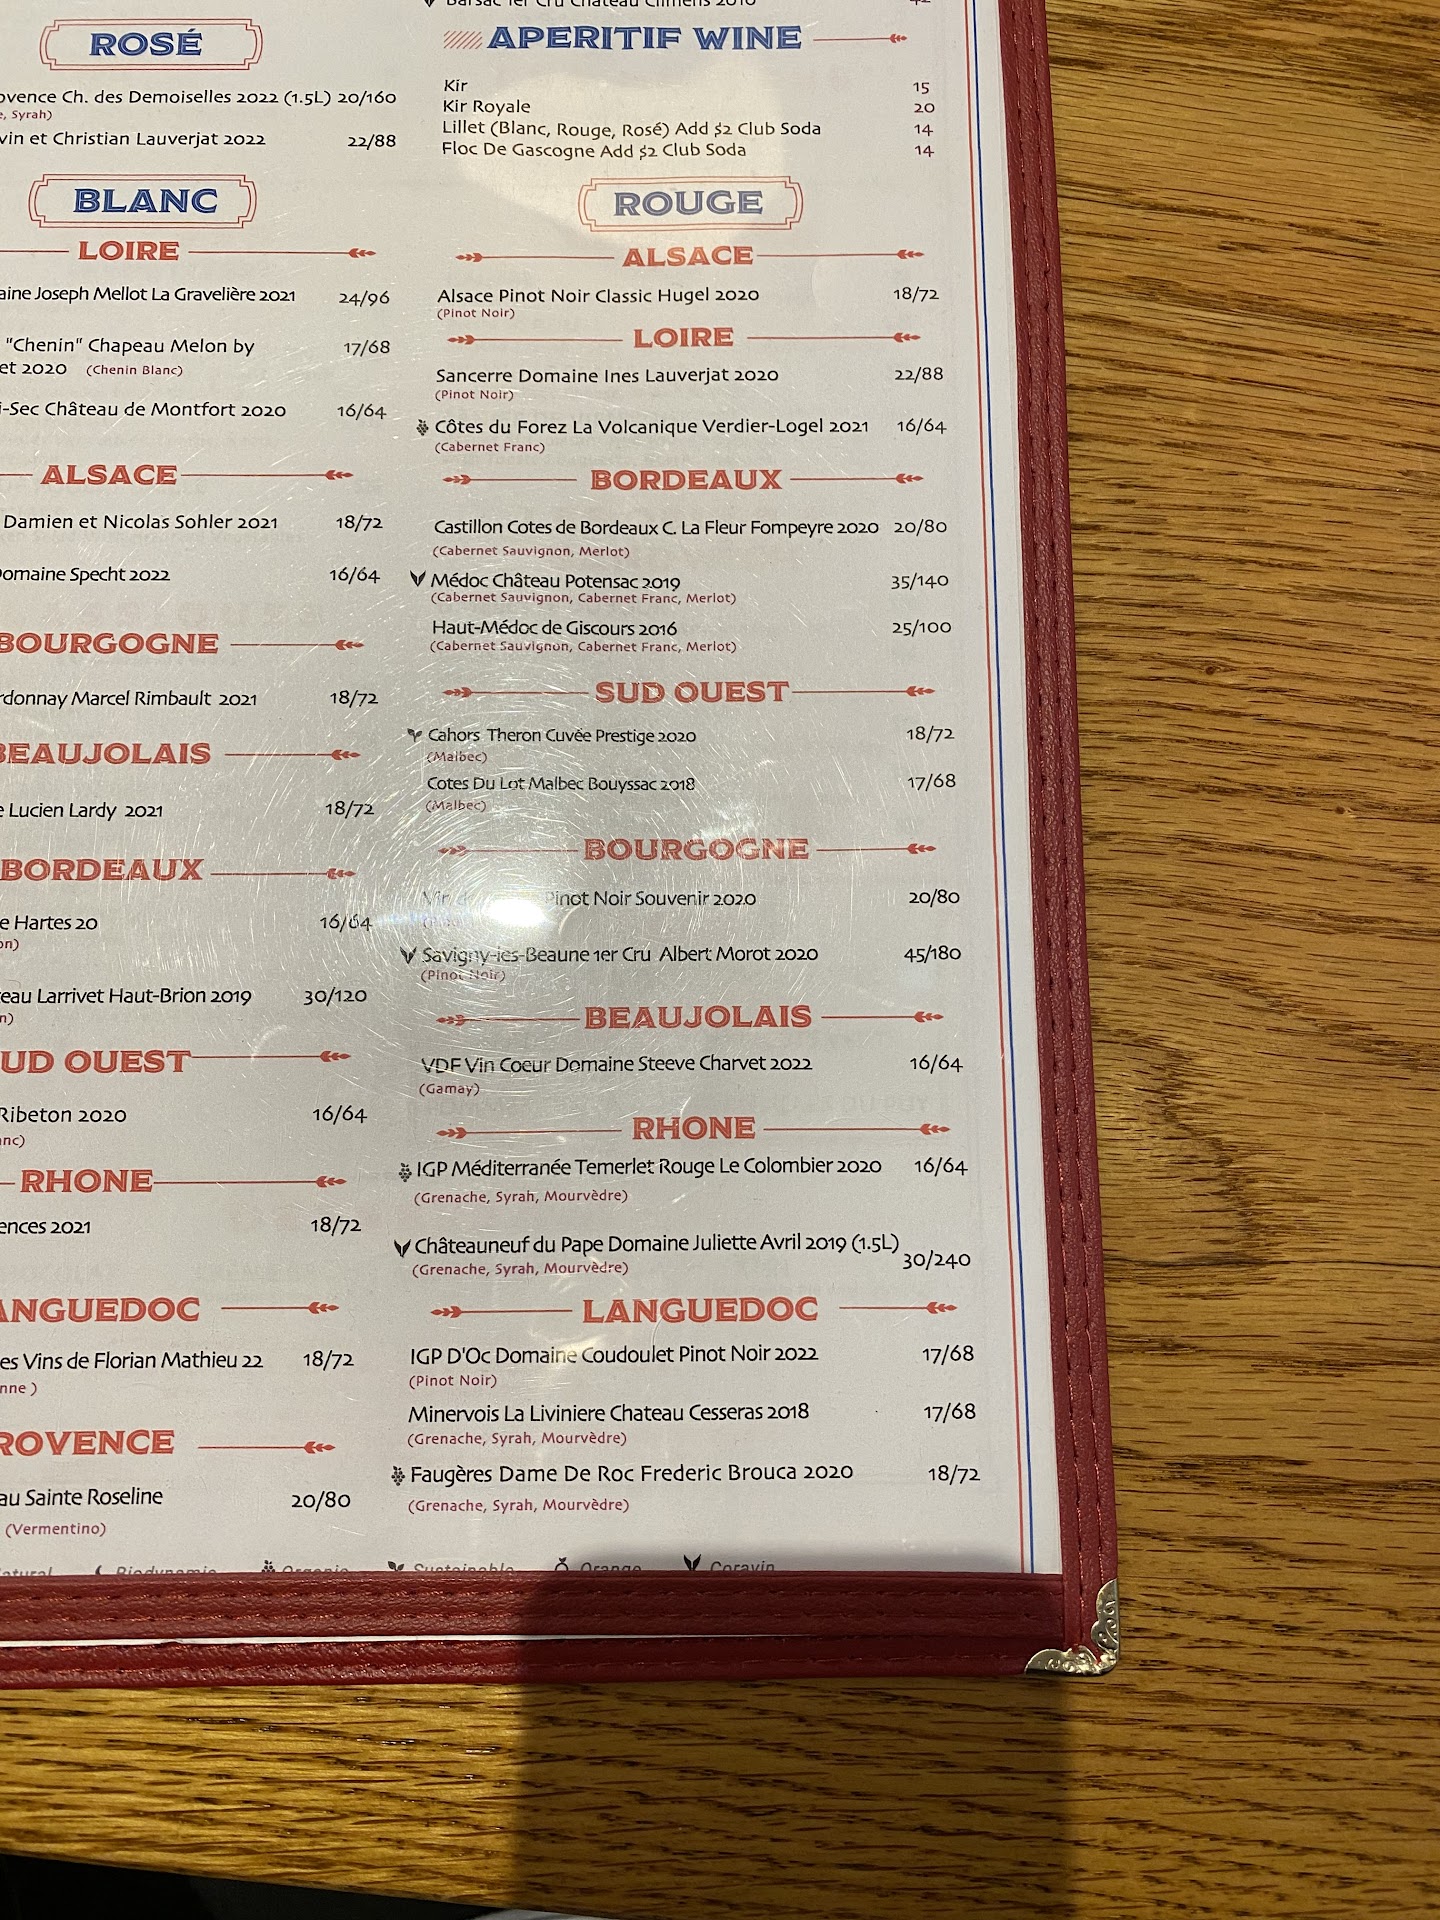 ROSÉ
ovence Ch. des Demoiselles 2022 (1.5L) 20/160
e, Syrah)
vin et Christian Lauverjat 2022 22/88
BLANC
LOIRE
aine Joseph Mellot La Gravelière 2021 24/96
"Chenin" Chapeau Melon by 17/68
et 2020 (Chenin Blanc)
i-Sec Château de Montfort 2020 16/64
ALSACE
Damien et Nicolas Sohler 2021 18/72
Domaine Specht 2022 16/64
BOURGOGNE
rdonnay Marcel Rimbault 2021 18/72
BEAUJOLAIS
e Lucien Lardy 2021 18/72
BORDEAUX
e Hartes 20 16/64
on)
eau Larrivet Haut-Brion 2019 30/120
n)
UD OUEST
Ribeton 2020 16/64
anc)
RHONE
ences 2021 18/72
ANGUEDOC
es Vins de Florian Mathieu 22 18/72
nne )
ROVENCE
au Sainte Roseline 20/80
(Vermentino)
Barsac 1er Cru Château Climens 2016 42
APERITIF WINE
Kir 15
Kir Royale 20
Lillet (Blanc, Rouge, Rosé) Add $2 Club Soda 14
Floc De Gascogne Add $2 Club Soda 14
ROUGE
ALSACE
Alsace Pinot Noir Classic Hugel 2020 18/72
(Pinot Noir)
LOIRE
Sancerre Domaine Ines Lauverjat 2020 22/88
(Pinot Noir)
Côtes du Forez La Volcanique Verdier-Logel 2021 16/64
(Cabernet Franc)
BORDEAUX
Castillon Cotes de Bordeaux C. La Fleur Fompeyre 2020 20/80
(Cabernet Sauvignon, Merlot)
Médoc Château Potensac 2019 35/140
(Cabernet Sauvignon, Cabernet Franc, Merlot)
Haut-Médoc de Giscours 2016 25/100
(Cabernet Sauvignon, Cabernet Franc, Merlot)
SUD OUEST
Cahors Theron Cuvèe Prestige 2020 18/72
(Malbec)
Cotes Du Lot Malbec Bouyssac 2018 17/68
(Malbec)
BOURGOGNE
Pinot Noir Souvenir 2020 20/80
Savigny-les-Beaune 1er Cru Albert Morot 2020 45/180
(Pinot Noir)
BEAUJOLAIS
VDF Vin Coeur Domaine Steeve Charvet 2022 16/64
(Gamay)
RHONE
IGP Méditerranée Temerlet Rouge Le Colombier 2020 16/64
(Grenache, Syrah, Mourvèdre)
Châteauneuf du Pape Domaine Juliette Avril 2019 (1.5L) 30/240
(Grenache, Syrah, Mourvèdre)
LANGUEDOC
IGP D'Oc Domaine Coudoulet Pinot Noir 2022 17/68
(Pinot Noir)
Minervois La Liviniere Chateau Cesseras 2018 17/68
(Grenache, Syrah, Mourvèdre)
Faugères Dame De Roc Frederic Brouca 2020 18/72
(Grenache, Syrah, Mourvèdre)
atural Biodynamic Organic Sustainable Orange Coravin